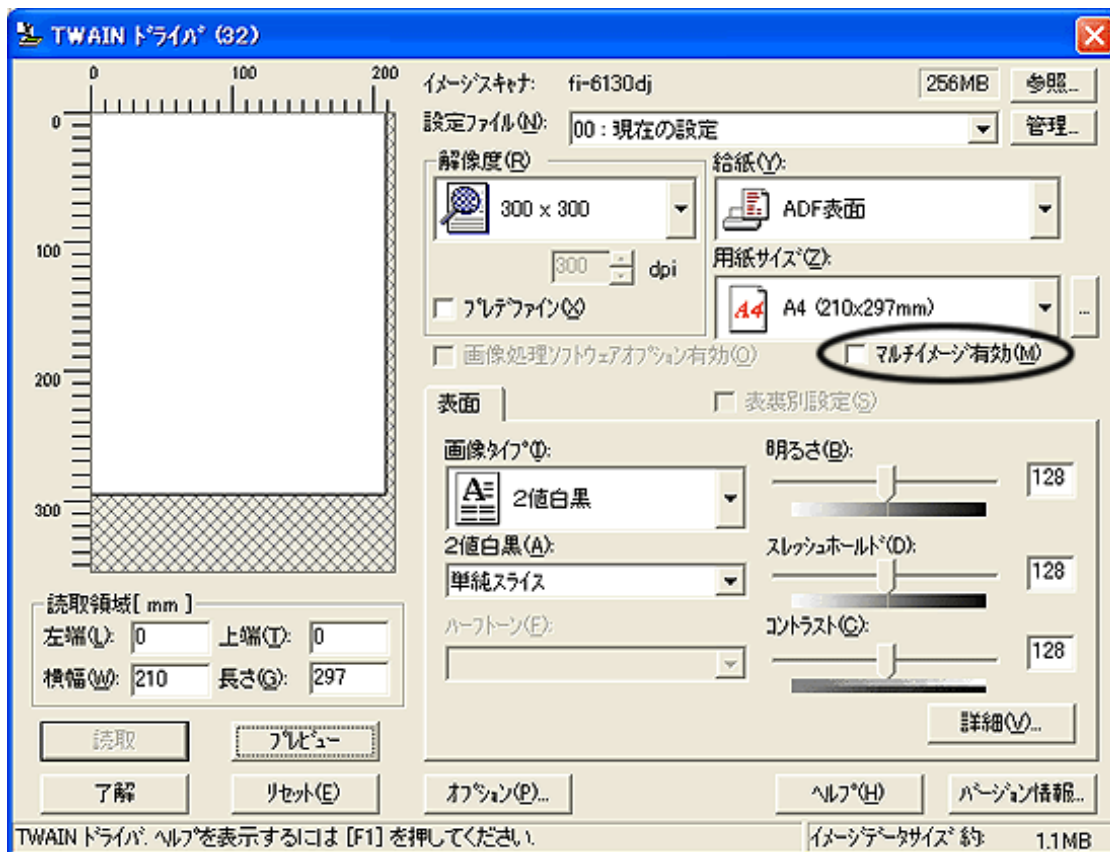 TWAIN ﾄﾞﾗｲﾊﾞ (32)
0 100 200
0
100
200
300
ｲﾒｰｼﾞｽｷｬﾅ: fi-6130dj 256MB 参照...
設定ﾌｧｲﾙ(N): 00 : 現在の設定 管理...
解像度(R)
300 x 300
300 dpi
ﾌﾟﾚﾃﾞﾌｧｲﾝ(X)
給紙(Y):
ADF表面
用紙ｻｲｽﾞ(Z):
A4 A4 (210x297mm) ...
画像処理ｿﾌﾄｳｪｱｵﾌﾟｼｮﾝ有効(O) ﾏﾙﾁｲﾒｰｼﾞ有効(M)
表面 表裏別設定(S)
画像ﾀｲﾌﾟ(I):
A 2値白黒
2値白黒(A):
単純ｽﾗｲｽ
ﾊｰﾌﾄｰﾝ(F):
明るさ(B):
128
ｽﾚｯｼｭﾎｰﾙﾄﾞ(D):
128
ｺﾝﾄﾗｽﾄ(C):
128
詳細(V)...
読取領域[ mm ]
左端(L): 0 上端(T): 0
横幅(W): 210 長さ(G): 297
読取 ﾌﾟﾚﾋﾞｭｰ
了解 ﾘｾｯﾄ(E) ｵﾌﾟｼｮﾝ(P)... ﾍﾙﾌﾟ(H) ﾊﾞｰｼﾞｮﾝ情報...
TWAIN ﾄﾞﾗｲﾊﾞ. ﾍﾙﾌﾟを表示するには [F1] を押してください. ｲﾒｰｼﾞﾃﾞｰﾀｻｲｽﾞ 約: 1.1MB